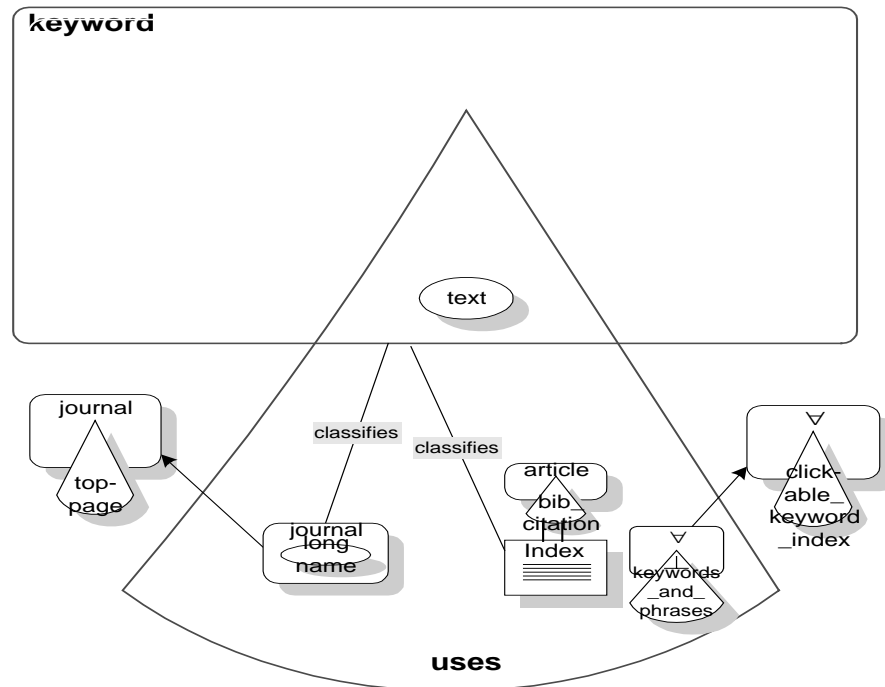 keyword
text
journal
top-
page
classifies
classifies
journal
long
name
article
bib_
citation
Index
∀
keywords
_and_
phrases
∀
click-
able_
keyword
_index
uses